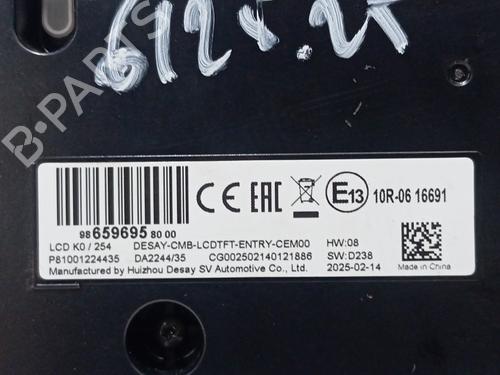 612x.25
B-PARTS
CE EAC E13 10R-06 16691
98 659695 80 00
LCD K0 / 254 DESAY-CMB-LCDTFT-ENTRY-CEM00 HW:08
P81001224435 DA2244/35 CG002502140121886 SW:D238
Manufactured by Huizhou Desay SV Automotive Co., Ltd. 2025-02-14 Made in China